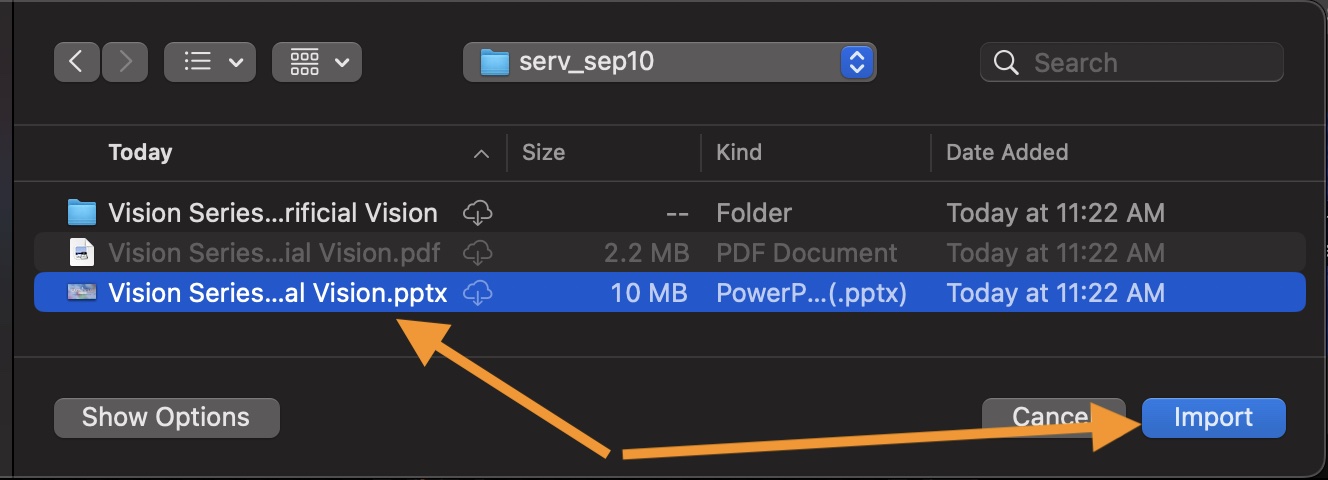 serv_sep10
Search
Today Size Kind Date Added
Vision Series...rificial Vision -- Folder Today at 11:22 AM
Vision Series...ial Vision.pdf 2.2 MB PDF Document Today at 11:22 AM
Vision Series...al Vision.pptx 10 MB PowerP...(.pptx) Today at 11:22 AM
Show Options
Cance
Import